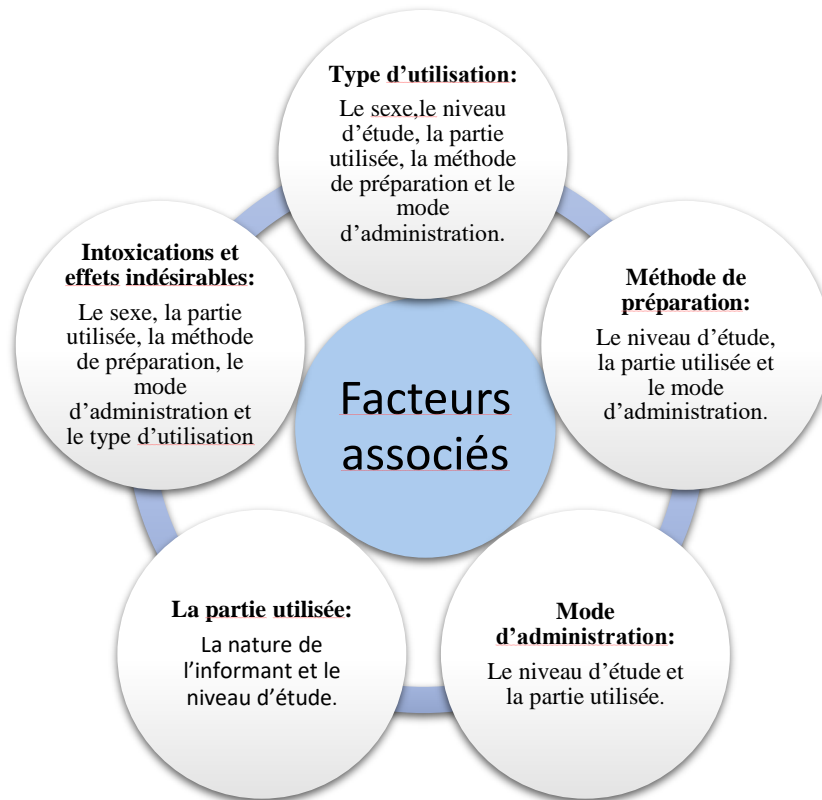 Type d’utilisation:
Le sexe,le niveau
d’étude, la partie
utilisée, la méthode
de préparation et le
mode
d’administration.
Méthode de
préparation:
Le niveau d’étude,
la partie utilisée et
le mode
d’administration.
Mode
d’administration:
Le niveau d’étude et
la partie utilisée.
La partie utilisée:
La nature de
l’informant et le
niveau d’étude.
Intoxications et
effets indésirables:
Le sexe, la partie
utilisée, la méthode
de préparation, le
mode
d’administration et
le type d’utilisation
Facteurs
associés